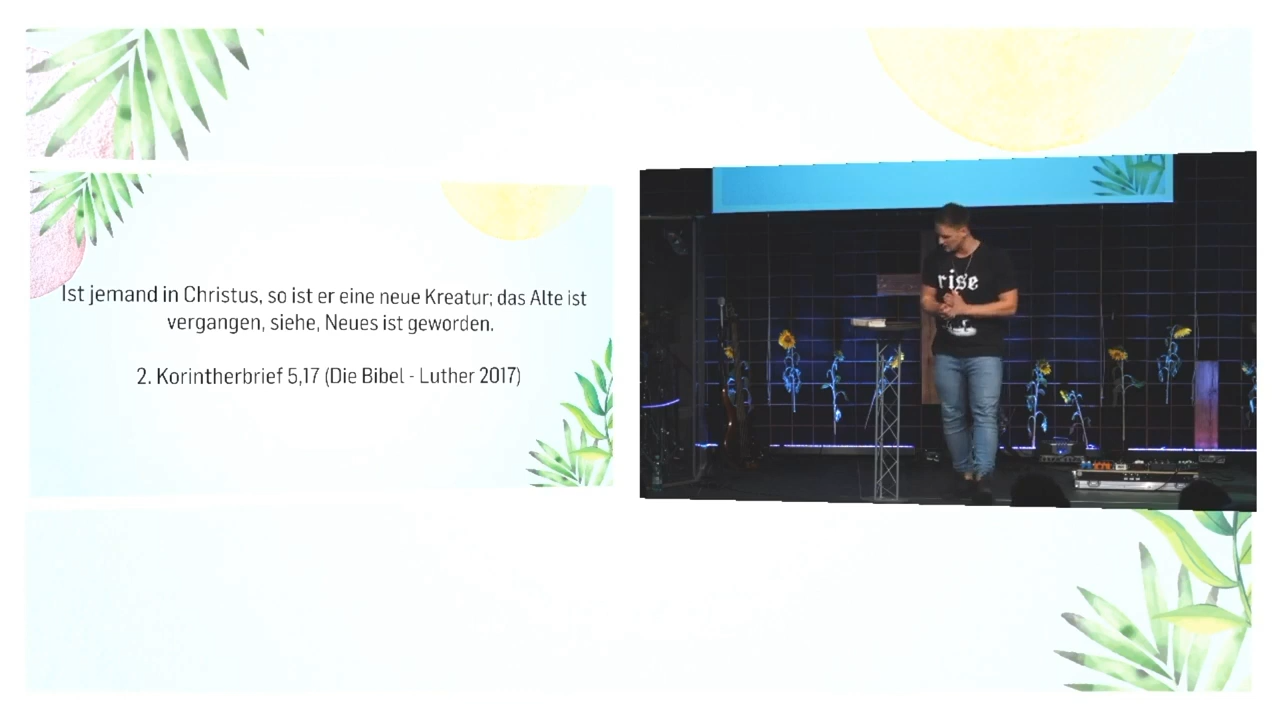 Ist jemand in Christus, so ist er eine neue Kreatur; das Alte ist
vergangen, siehe, Neues ist geworden.
2. Korintherbrief 5,17 (Die Bibel - Luther 2017)
rise